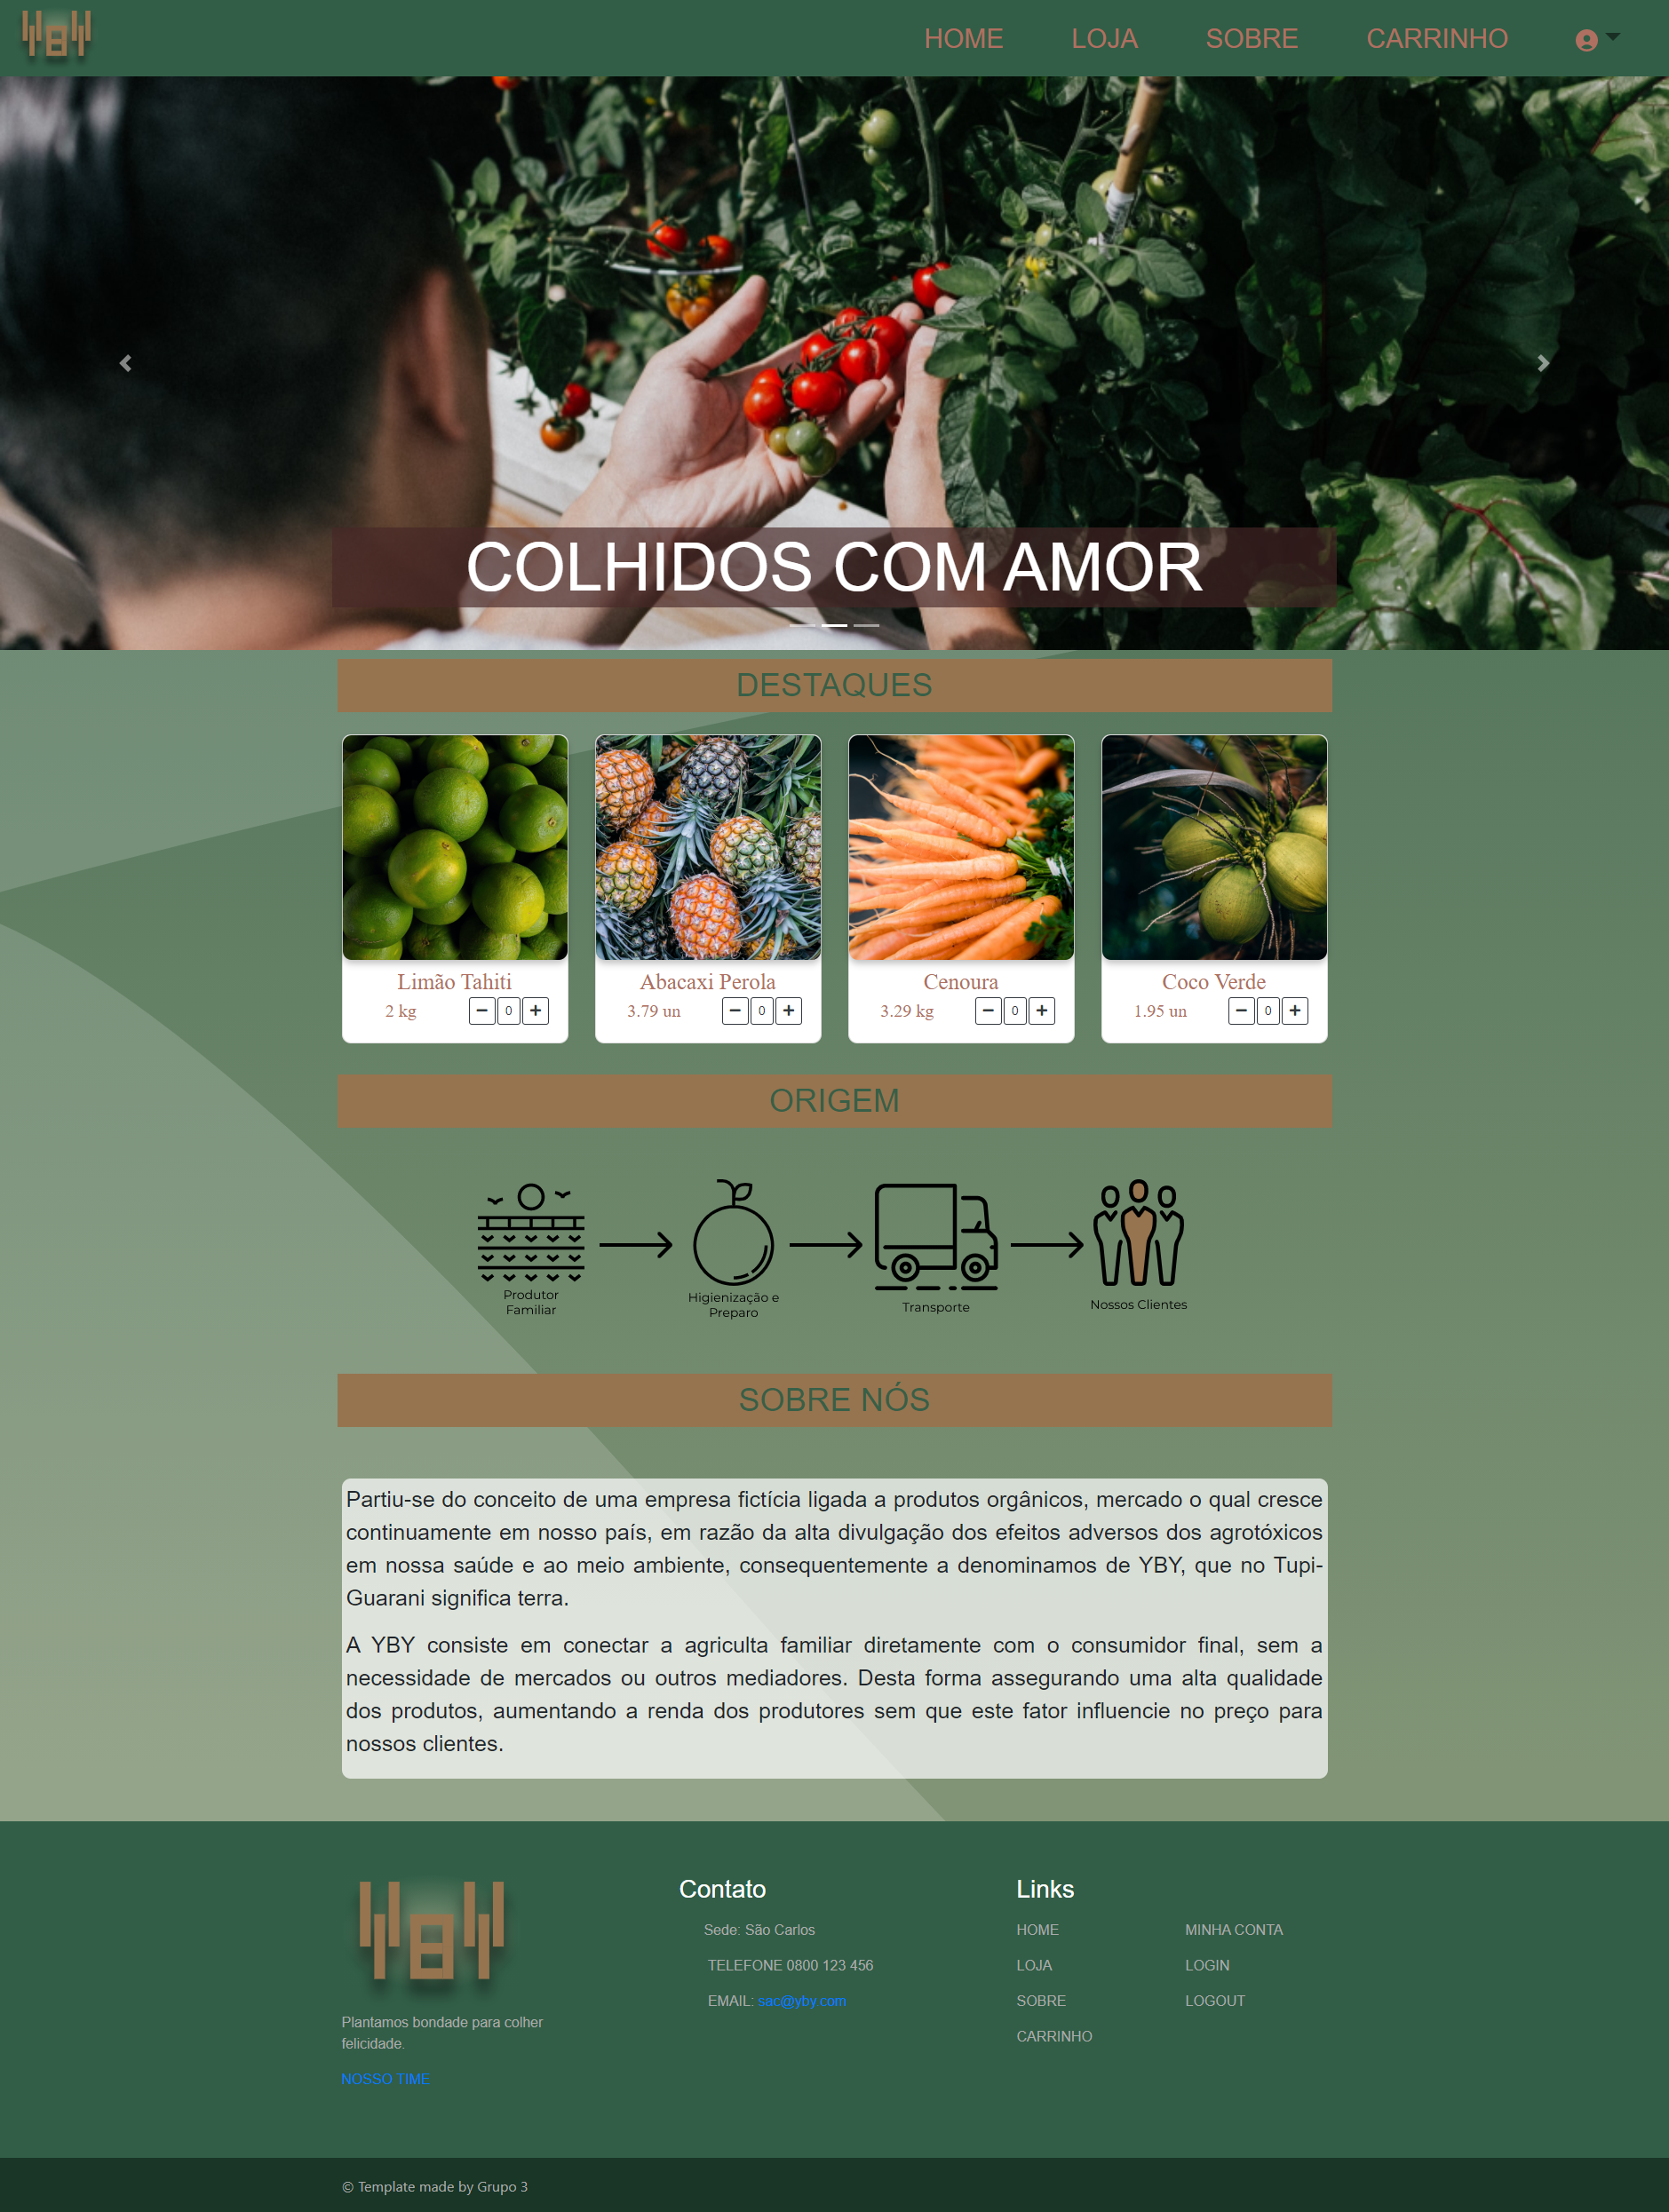 YBY
HOME LOJA SOBRE CARRINHO
COLHIDOS COM AMOR
DESTAQUES
Limão Tahiti
2 kg 0
Abacaxi Perola
3.79 un 0
Cenoura
3.29 kg 0
Coco Verde
1.95 un 0
ORIGEM
Produtor
Familiar
Higienização e
Preparo
Transporte
Nossos Clientes
SOBRE NÓS
Partiu-se do conceito de uma empresa fictícia ligada a produtos orgânicos, mercado o qual cresce
continuamente em nosso país, em razão da alta divulgação dos efeitos adversos dos agrotóxicos
em nossa saúde e ao meio ambiente, consequentemente a denominamos de YBY, que no Tupi-
Guarani significa terra.
A YBY consiste em conectar a agriculta familiar diretamente com o consumidor final, sem a
necessidade de mercados ou outros mediadores. Desta forma assegurando uma alta qualidade
dos produtos, aumentando a renda dos produtores sem que este fator influencie no preço para
nossos clientes.
YBY
Plantamos bondade para colher
felicidade.
NOSSO TIME
Contato
Sede: São Carlos
TELEFONE 0800 123 456
EMAIL: sac@yby.com
Links
HOME
LOJA
SOBRE
CARRINHO
MINHA CONTA
LOGIN
LOGOUT
© Template made by Grupo 3